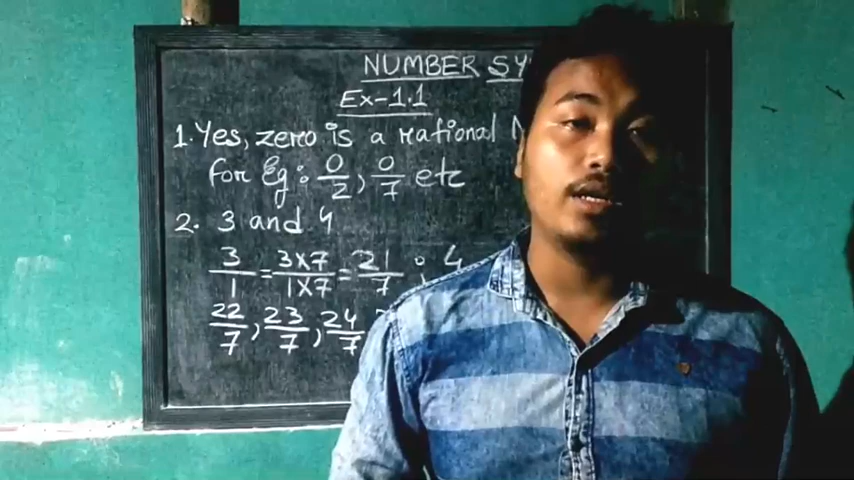 NUMBER SY
Ex-1.1
1. Yes, zero is a rational N
for Eg: 0/2, 0/7 etc
2. 3 and 4
3/1 = 3x7/1x7 = 21/7 ; 4
22/7, 23/7, 24/7